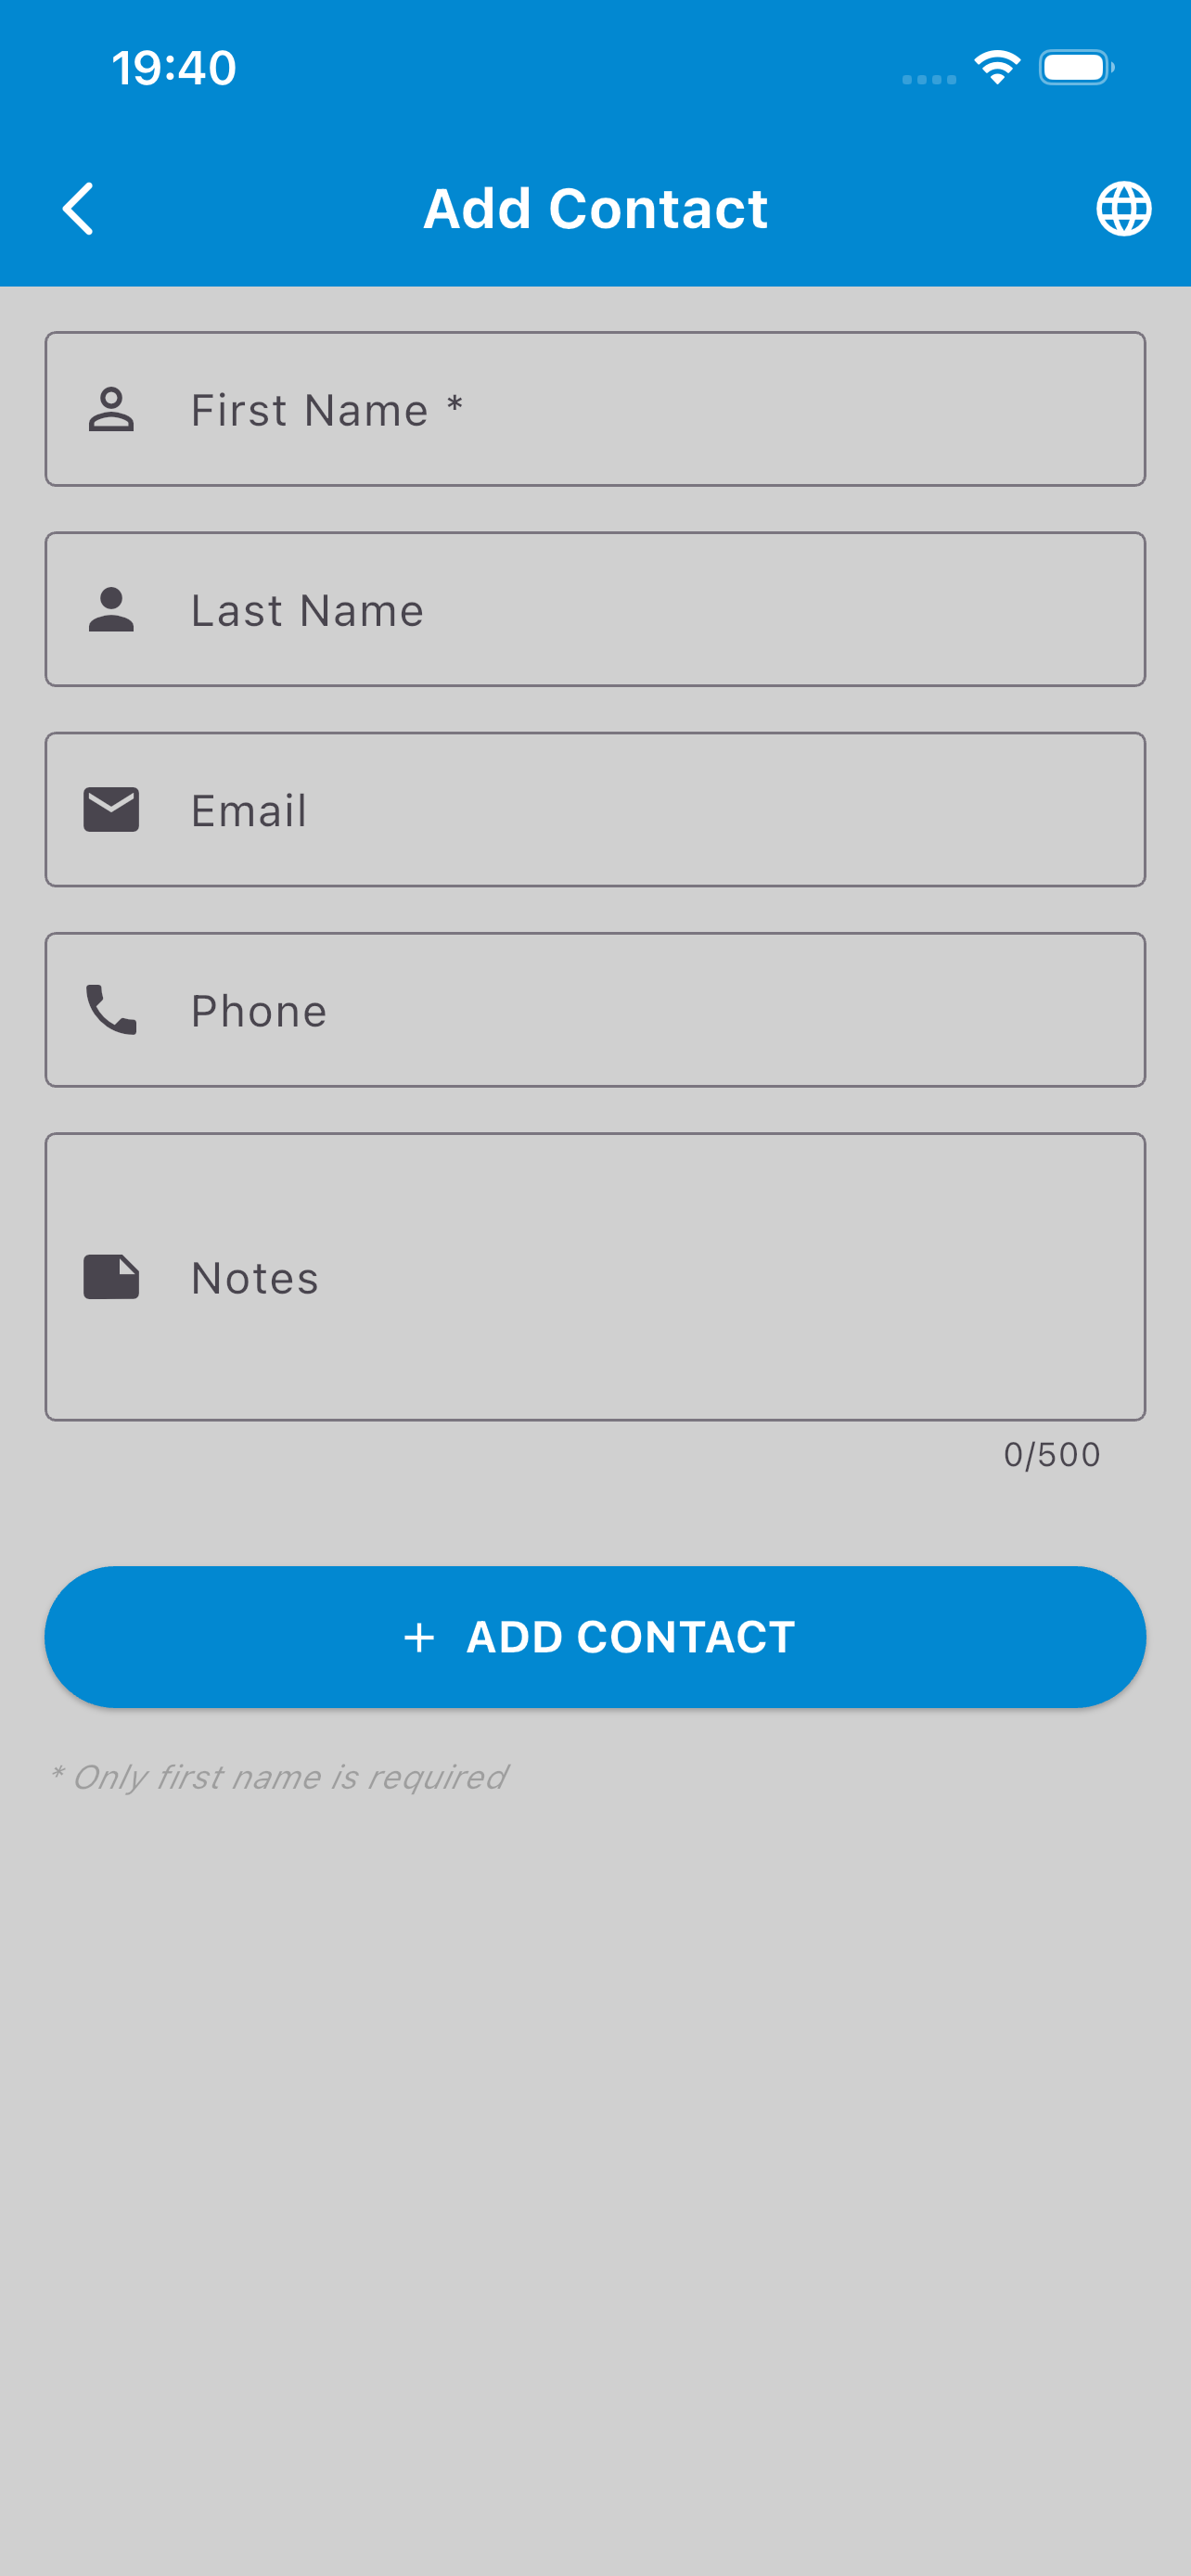 19:40
Add Contact
First Name *
Last Name
Email
Phone
Notes
0/500
+ ADD CONTACT
* Only first name is required